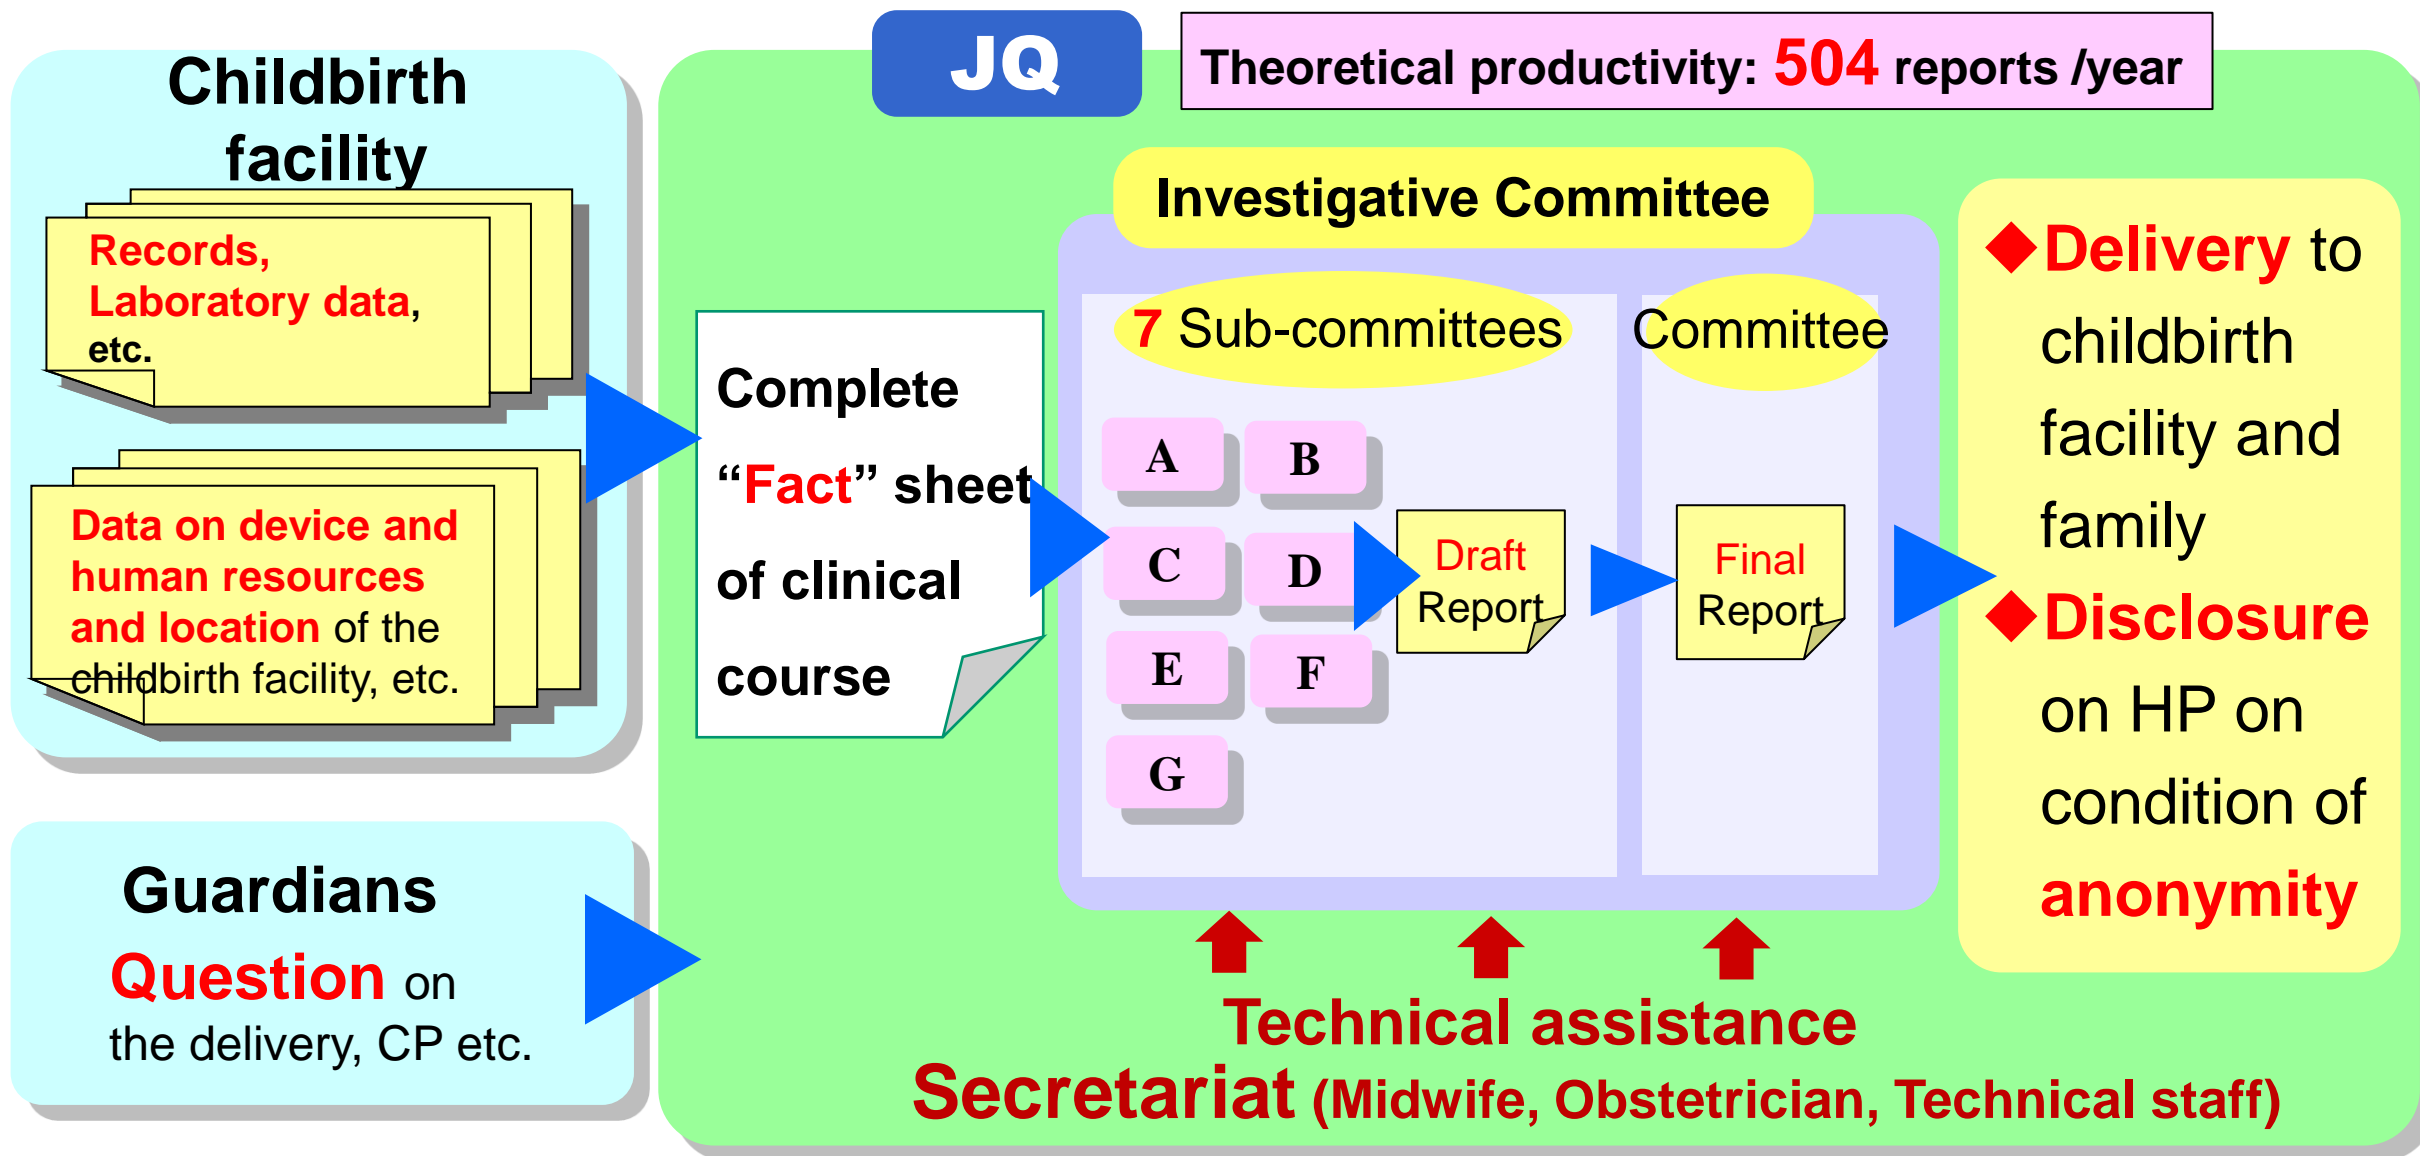 Childbirth
facility
Records,
Laboratory data,
etc.
Data on device and
human resources
and location of the
childbirth facility, etc.
Guardians
Question on
the delivery, CP etc.
JQ
Theoretical productivity: 504 reports /year
Complete
“Fact” sheet
of clinical
course
Investigative Committee
7 Sub-committees
A
B
C
D
E
F
G
Draft
Report
Committee
Final
Report
◆Delivery to
childbirth
facility and
family
◆Disclosure
on HP on
condition of
anonymity
Technical assistance
Secretariat (Midwife, Obstetrician, Technical staff)